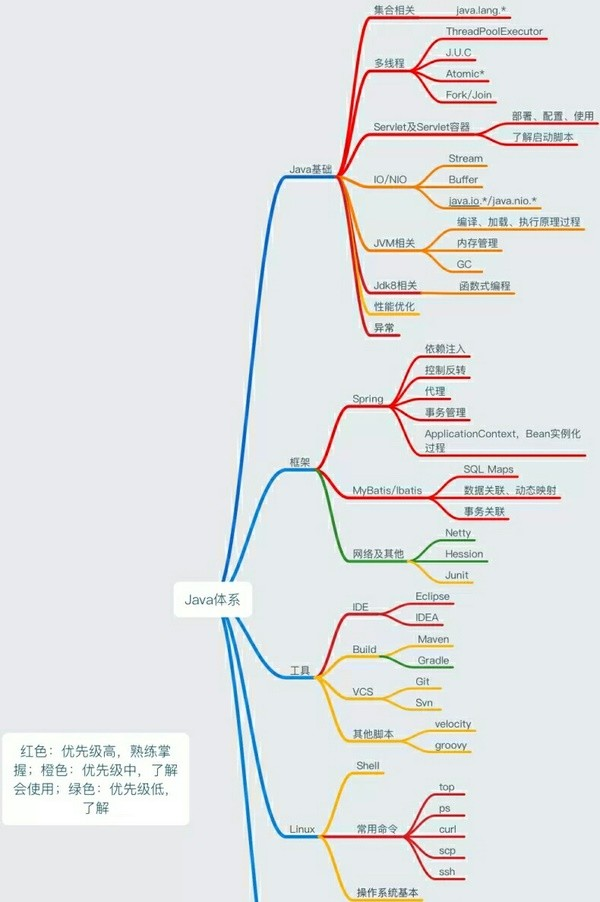 集合相关
java.lang.*
ThreadPoolExecutor
J.U.C
多线程
Atomic*
Fork/Join
Servlet及Servlet容器
部署、配置、使用
了解启动脚本
Java基础
Stream
IO/NIO
Buffer
java.io.*/java.nio.*
编译、加载、执行原理过程
JVM相关
内存管理
GC
Jdk8相关
函数式编程
性能优化
异常
依赖注入
控制反转
Spring
代理
事务管理
ApplicationContext，Bean实例化
过程
框架
SQL Maps
MyBatis/Ibatis
数据关联、动态映射
事务关联
Netty
网络及其他
Hession
Junit
Java体系
IDE
Eclipse
IDEA
Build
Maven
Gradle
工具
VCS
Git
Svn
其他脚本
velocity
groovy
红色：优先级高，熟练掌
握；橙色：优先级中，了解
会使用；绿色：优先级低，
了解
Shell
Linux
常用命令
top
ps
curl
scp
ssh
操作系统基本